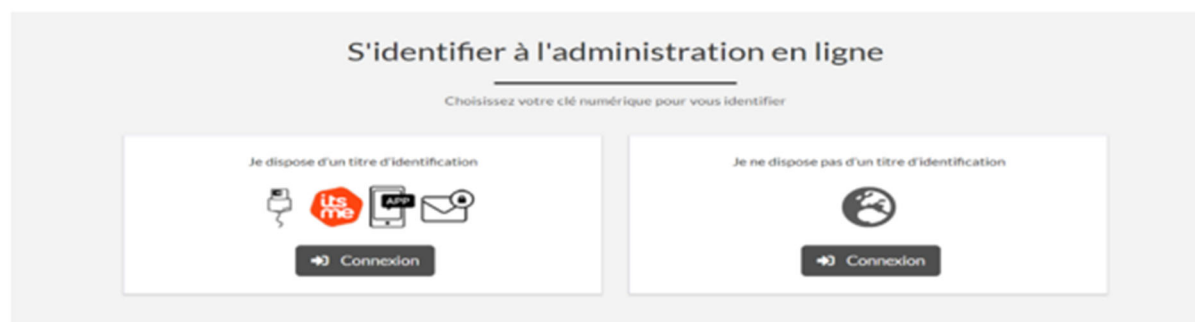 S'identifier à l'administration en ligne
Choisissez votre clé numérique pour vous identifier
Je dispose d'un titre d'identification
its
me
APP
Connexion
Je ne dispose pas d'un titre d'identification
Connexion